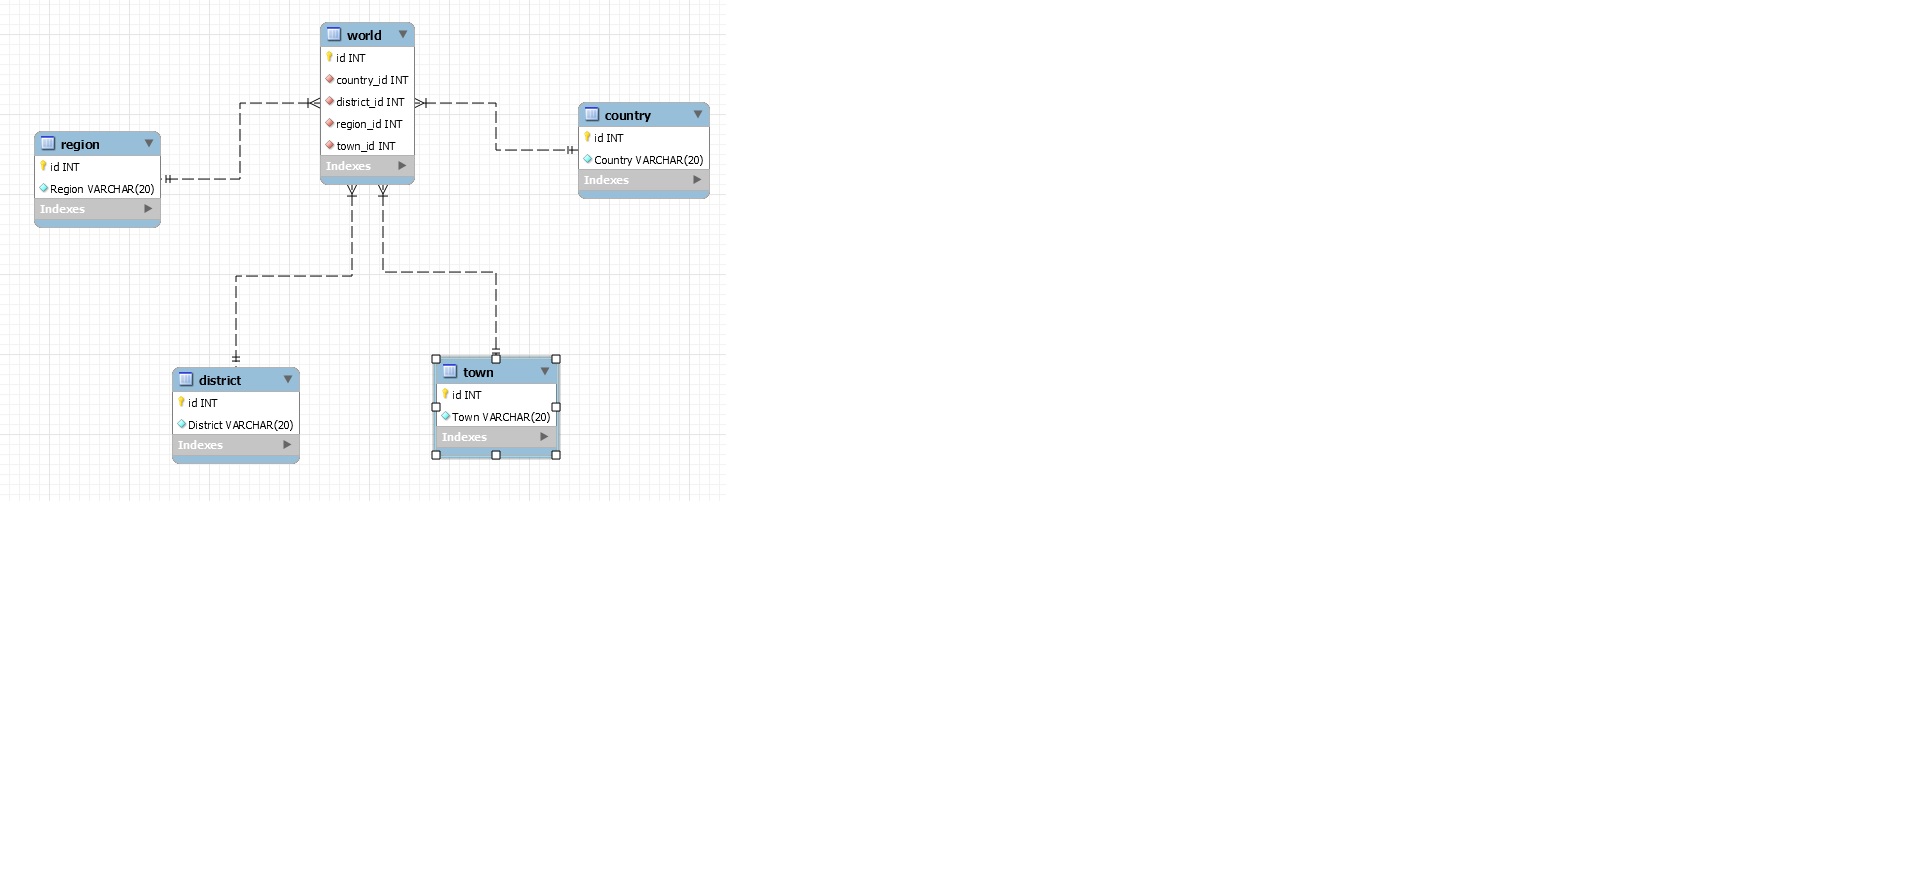 world
id INT
country_id INT
district_id INT
region_id INT
town_id INT
Indexes
country
id INT
Country VARCHAR(20)
Indexes
region
id INT
Region VARCHAR(20)
Indexes
district
id INT
District VARCHAR(20)
Indexes
town
id INT
Town VARCHAR(20)
Indexes